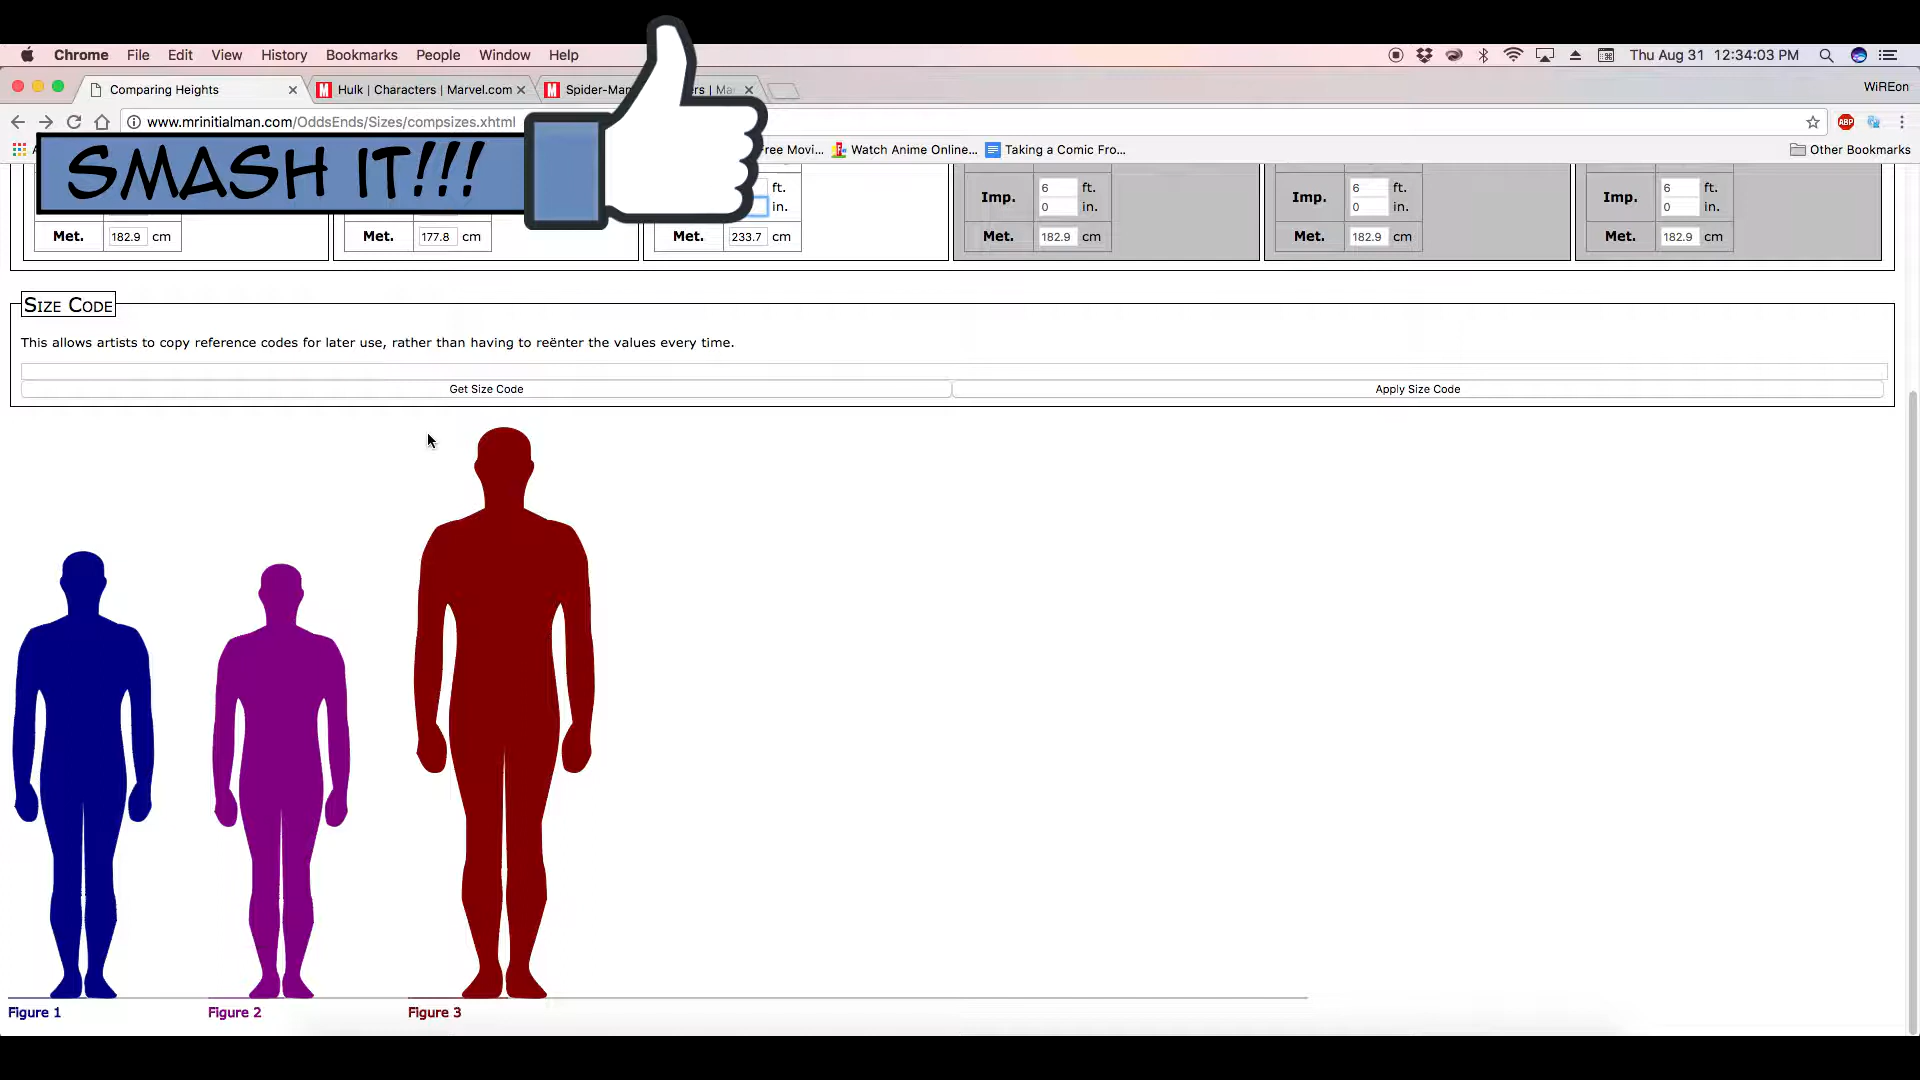 Chrome File Edit View History Bookmarks People Window Help Thu Aug 31 12:34:03 PM
Comparing Heights Hulk | Characters | Marvel.com Spider-Man WiREon
www.mrinitialman.com/OddsEnds/Sizes/compsizes.xhtml ABP
Free Movi... Watch Anime Online... Taking a Comic Fro... Other Bookmarks
SMASH IT!!!
ft. Imp. 6 ft. Imp. 6 ft. Imp. 6 ft.
in. 0 in. 0 in. 0 in.
Met. 182.9 cm Met. 177.8 cm Met. 233.7 cm Met. 182.9 cm Met. 182.9 cm Met. 182.9 cm
Size Code
This allows artists to copy reference codes for later use, rather than having to reënter the values every time.
Get Size Code Apply Size Code
Figure 1 Figure 2 Figure 3